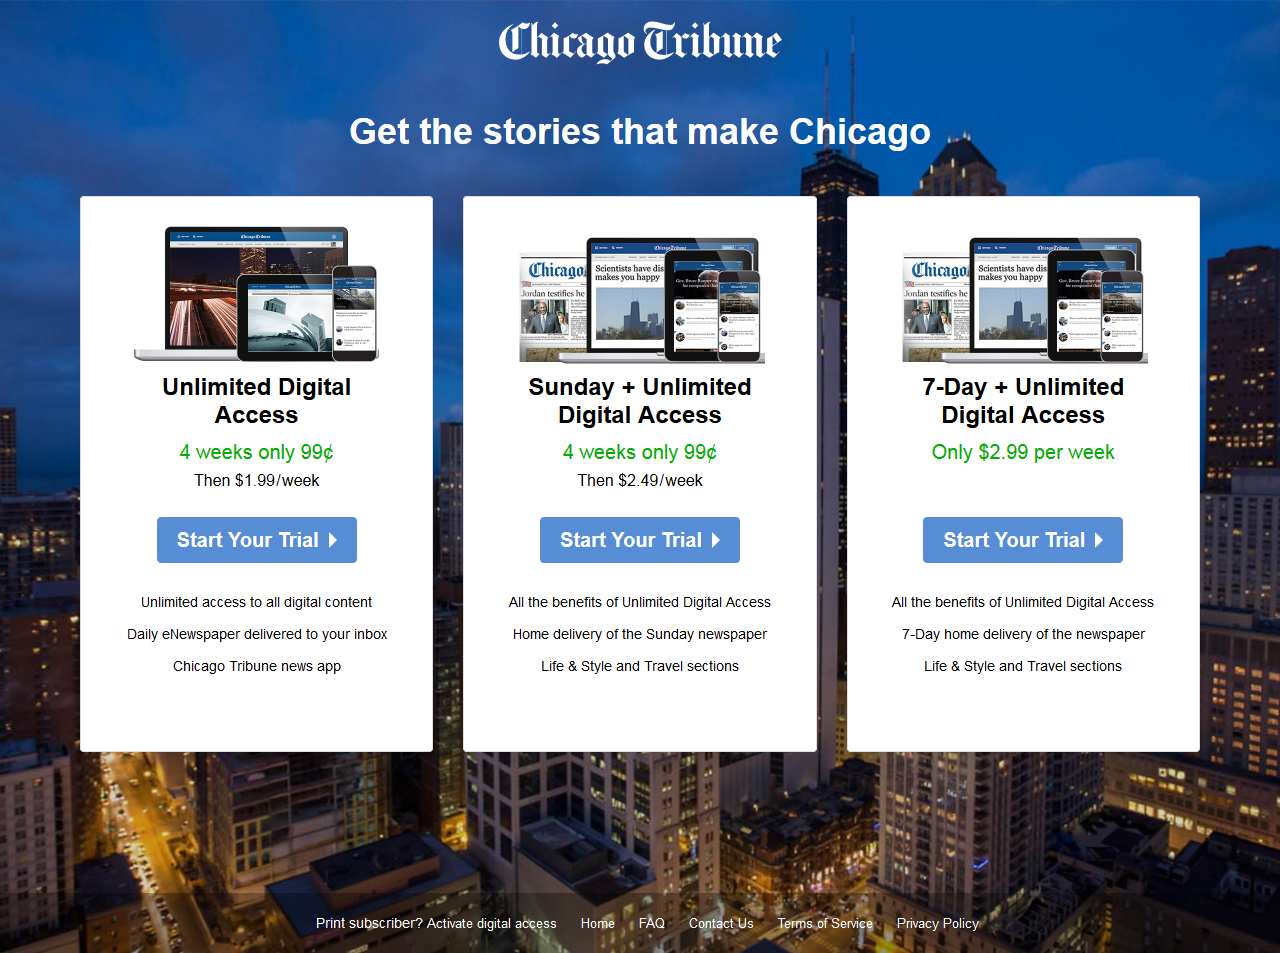 Chicago Tribune
Get the stories that make Chicago
Chicago Tribune
Unlimited Digital
Access
4 weeks only 99¢
Then $1.99/week
Start Your Trial
Unlimited access to all digital content
Daily eNewspaper delivered to your inbox
Chicago Tribune news app
Chicago Tribune
Chicago
Scientists have dis
makes you happy
Jordan testifies he
Sunday + Unlimited
Digital Access
4 weeks only 99¢
Then $2.49/week
Start Your Trial
All the benefits of Unlimited Digital Access
Home delivery of the Sunday newspaper
Life & Style and Travel sections
Chicago Tribune
Chicago
Scientists have dis
makes you happy
Jordan testifies he
7-Day + Unlimited
Digital Access
Only $2.99 per week
Start Your Trial
All the benefits of Unlimited Digital Access
7-Day home delivery of the newspaper
Life & Style and Travel sections
Print subscriber? Activate digital access Home FAQ Contact Us Terms of Service Privacy Policy